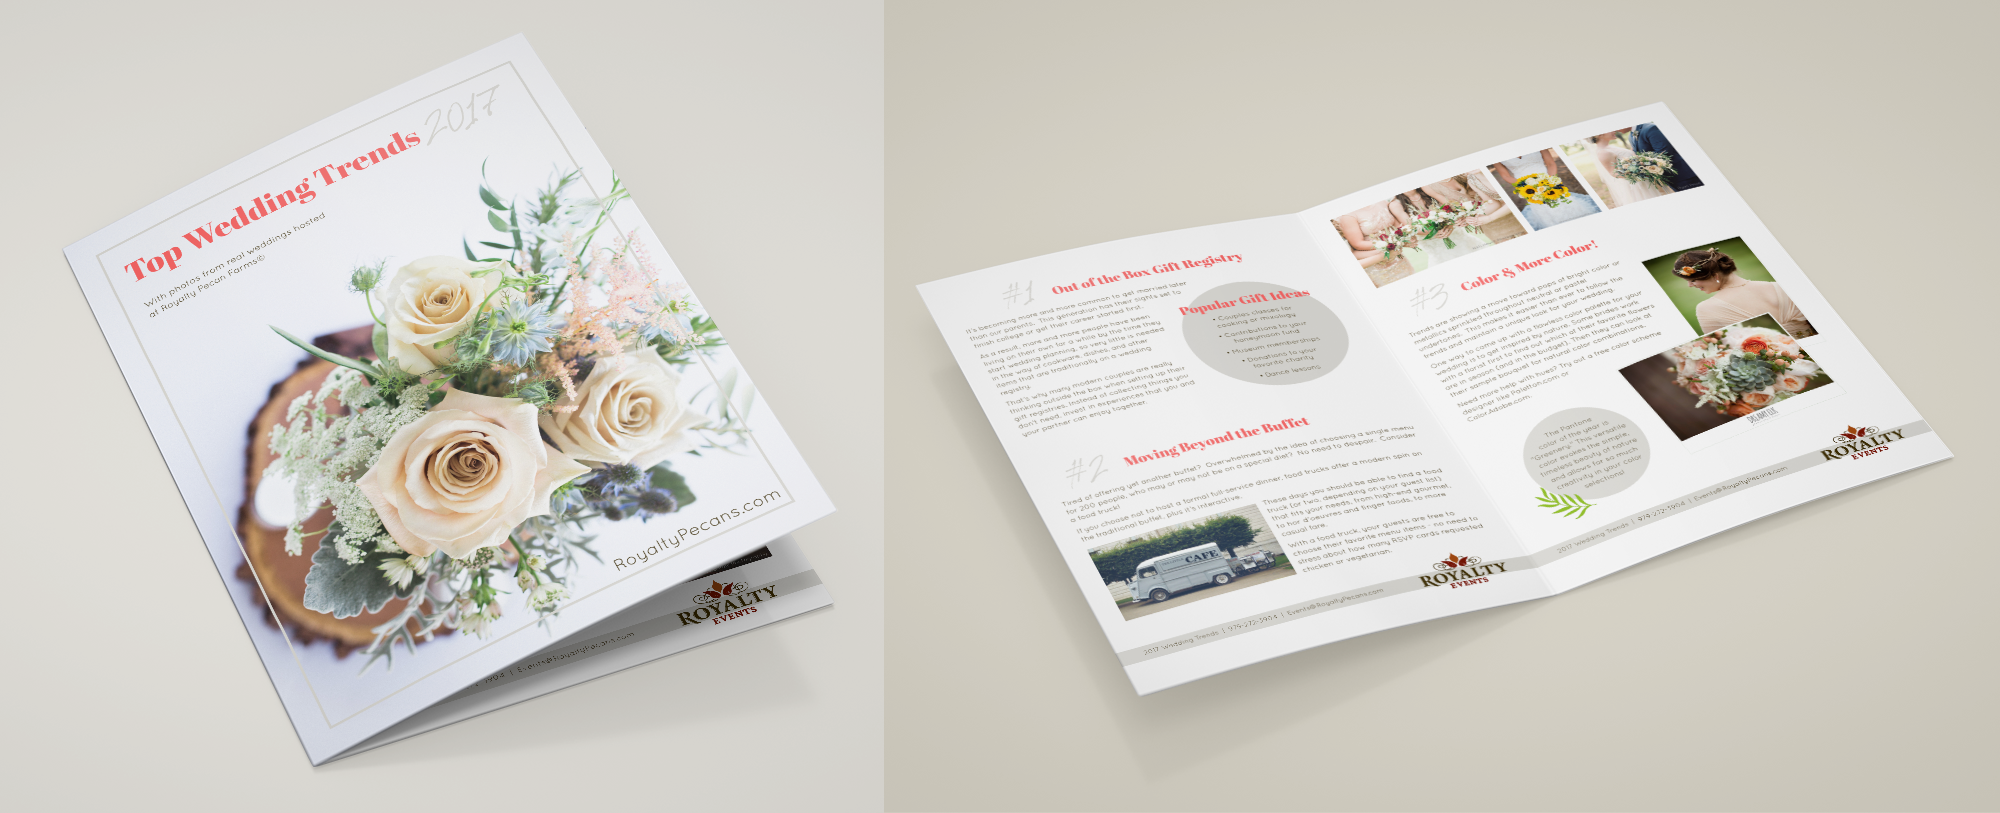 Top Wedding Trends 2017
With photos from real weddings hosted
at Royalty Pecan Farms©
RoyaltyPecans.com
ROYALTY
EVENTS
Events@RoyaltyPecans.com
#1 Out of the Box Gift Registry
It's becoming more and more common to get married later
than our parents. This generation has their sights set to
finish college or get their career started first.
As a result, more and more people have been
living on their own for a while by the time they
start wedding planning, so very little is needed
in the way of cookware, dishes, and other
items that are traditionally on a wedding
registry.
That's why many modern couples are really
thinking outside the box when setting up their
gift registries. Instead of collecting things you
don't need, invest in experiences that you and
your partner can enjoy together.
Popular Gift Ideas
• Couples classes for
cooking or mixology
• Contributions to your
honeymoon fund
• Museum memberships
• Donations to your
favorite charity
• Dance lessons
#2 Moving Beyond the Buffet
Tired of offering yet another buffet? Overwhelmed by the idea of choosing a single menu
for 200 people, who may or may not be on a special diet? No need to despair. Consider
a food truck!
If you choose not to host a formal full-service dinner, food trucks offer a modern spin on
the traditional buffet, plus it's interactive.
These days you should be able to find a food
truck (or two, depending on your guest list)
that fits your needs, from high-end gourmet,
to hor d'oeuvres and finger foods, to more
casual fare.
With a food truck, your guests are free to
choose their favorite menu items - no need to
stress about how many RSVP cards requested
chicken or vegetarian.
CAFE
2017 Wedding Trends | 979-272-3904 | Events@RoyaltyPecans.com
ROYALTY
EVENTS
#3 Color & More Color!
Trends are showing a move toward pops of bright color or
metallics sprinkled throughout neutral or pastel
undertones. This makes it easier than ever to follow the
trends and maintain a unique look for your wedding.
One way to come up with a flawless color palette for your
wedding is to get inspired by nature. Some brides work
with a florist first to find out which of their favorite flowers
are in season (and in the budget). Then they can look at
their sample bouquet for natural color combinations.
Need more help with hues? Try out a free color scheme
designer like Paletton.com or
Color.Adobe.com.
The Pantone
color of the year is
"Greenery." This versatile
color evokes the simple,
timeless beauty of nature
and allows for so much
creativity in your color
selections!
2017 Wedding Trends | 979-272-3904 | Events@RoyaltyPecans.com
ROYALTY
EVENTS